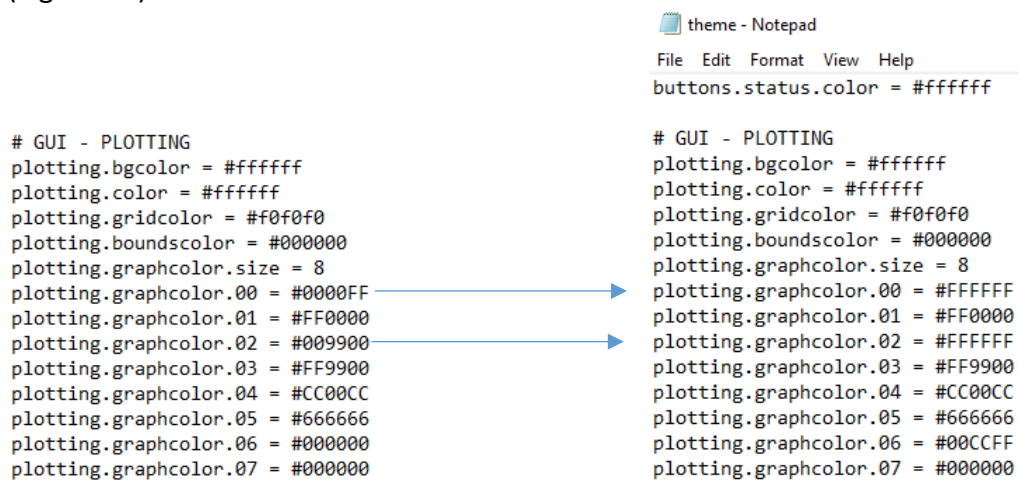 theme - Notepad
File Edit Format View Help
buttons.status.color = #ffffff
# GUI - PLOTTING
plotting.bgcolor = #ffffff
plotting.color = #ffffff
plotting.gridcolor = #f0f0f0
plotting.boundscolor = #000000
plotting.graphcolor.size = 8
plotting.graphcolor.00 = #0000FF
plotting.graphcolor.01 = #FF0000
plotting.graphcolor.02 = #009900
plotting.graphcolor.03 = #FF9900
plotting.graphcolor.04 = #CC00CC
plotting.graphcolor.05 = #666666
plotting.graphcolor.06 = #000000
plotting.graphcolor.07 = #000000
# GUI - PLOTTING
plotting.bgcolor = #ffffff
plotting.color = #ffffff
plotting.gridcolor = #f0f0f0
plotting.boundscolor = #000000
plotting.graphcolor.size = 8
plotting.graphcolor.00 = #FFFFFF
plotting.graphcolor.01 = #FF0000
plotting.graphcolor.02 = #FFFFFF
plotting.graphcolor.03 = #FF9900
plotting.graphcolor.04 = #CC00CC
plotting.graphcolor.05 = #666666
plotting.graphcolor.06 = #00CCFF
plotting.graphcolor.07 = #000000